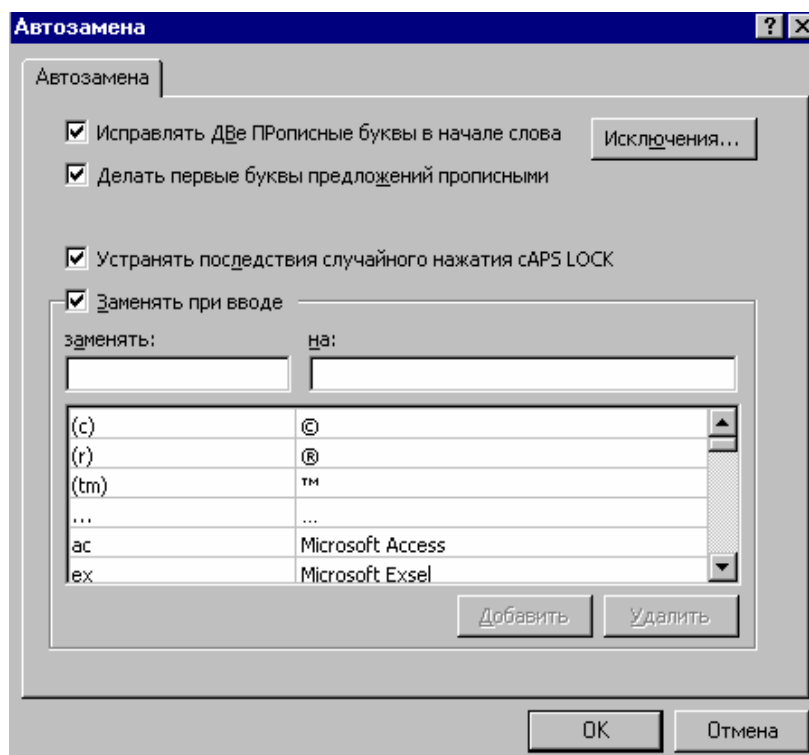 Автозамена
Автозамена
Исправлять ДВе ПРописные буквы в начале слова
Исключения...
Делать первые буквы предложений прописными
Устранять последствия случайного нажатия cAPS LOCK
Заменять при вводе
заменять: на:
(c) ©
(r) ®
(tm) ™
... ...
ac Microsoft Access
ex Microsoft Exsel
Добавить Удалить
OK Отмена